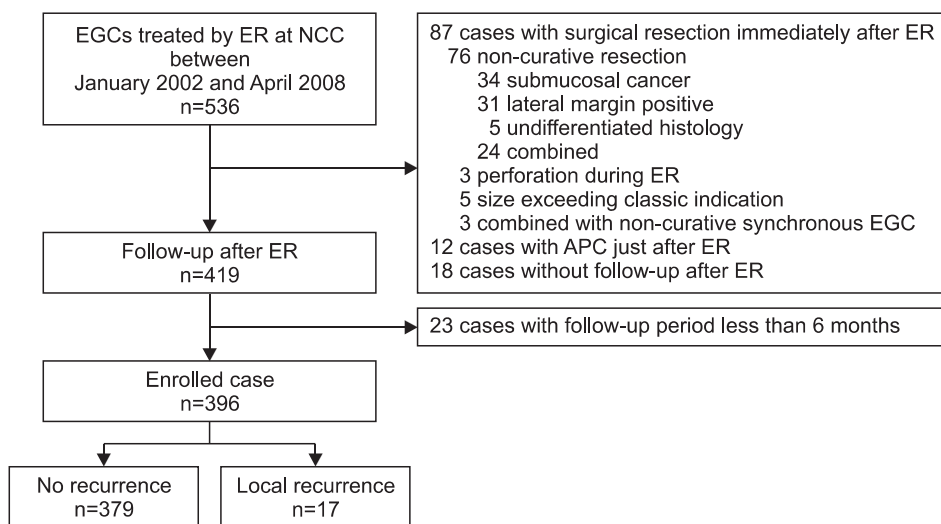 EGCs treated by ER at NCC
between
January 2002 and April 2008
n=536
87 cases with surgical resection immediately after ER
76 non-curative resection
34 submucosal cancer
31 lateral margin positive
5 undifferentiated histology
24 combined
3 perforation during ER
5 size exceeding classic indication
3 combined with non-curative synchronous EGC
12 cases with APC just after ER
18 cases without follow-up after ER
Follow-up after ER
n=419
23 cases with follow-up period less than 6 months
Enrolled case
n=396
No recurrence
n=379
Local recurrence
n=17